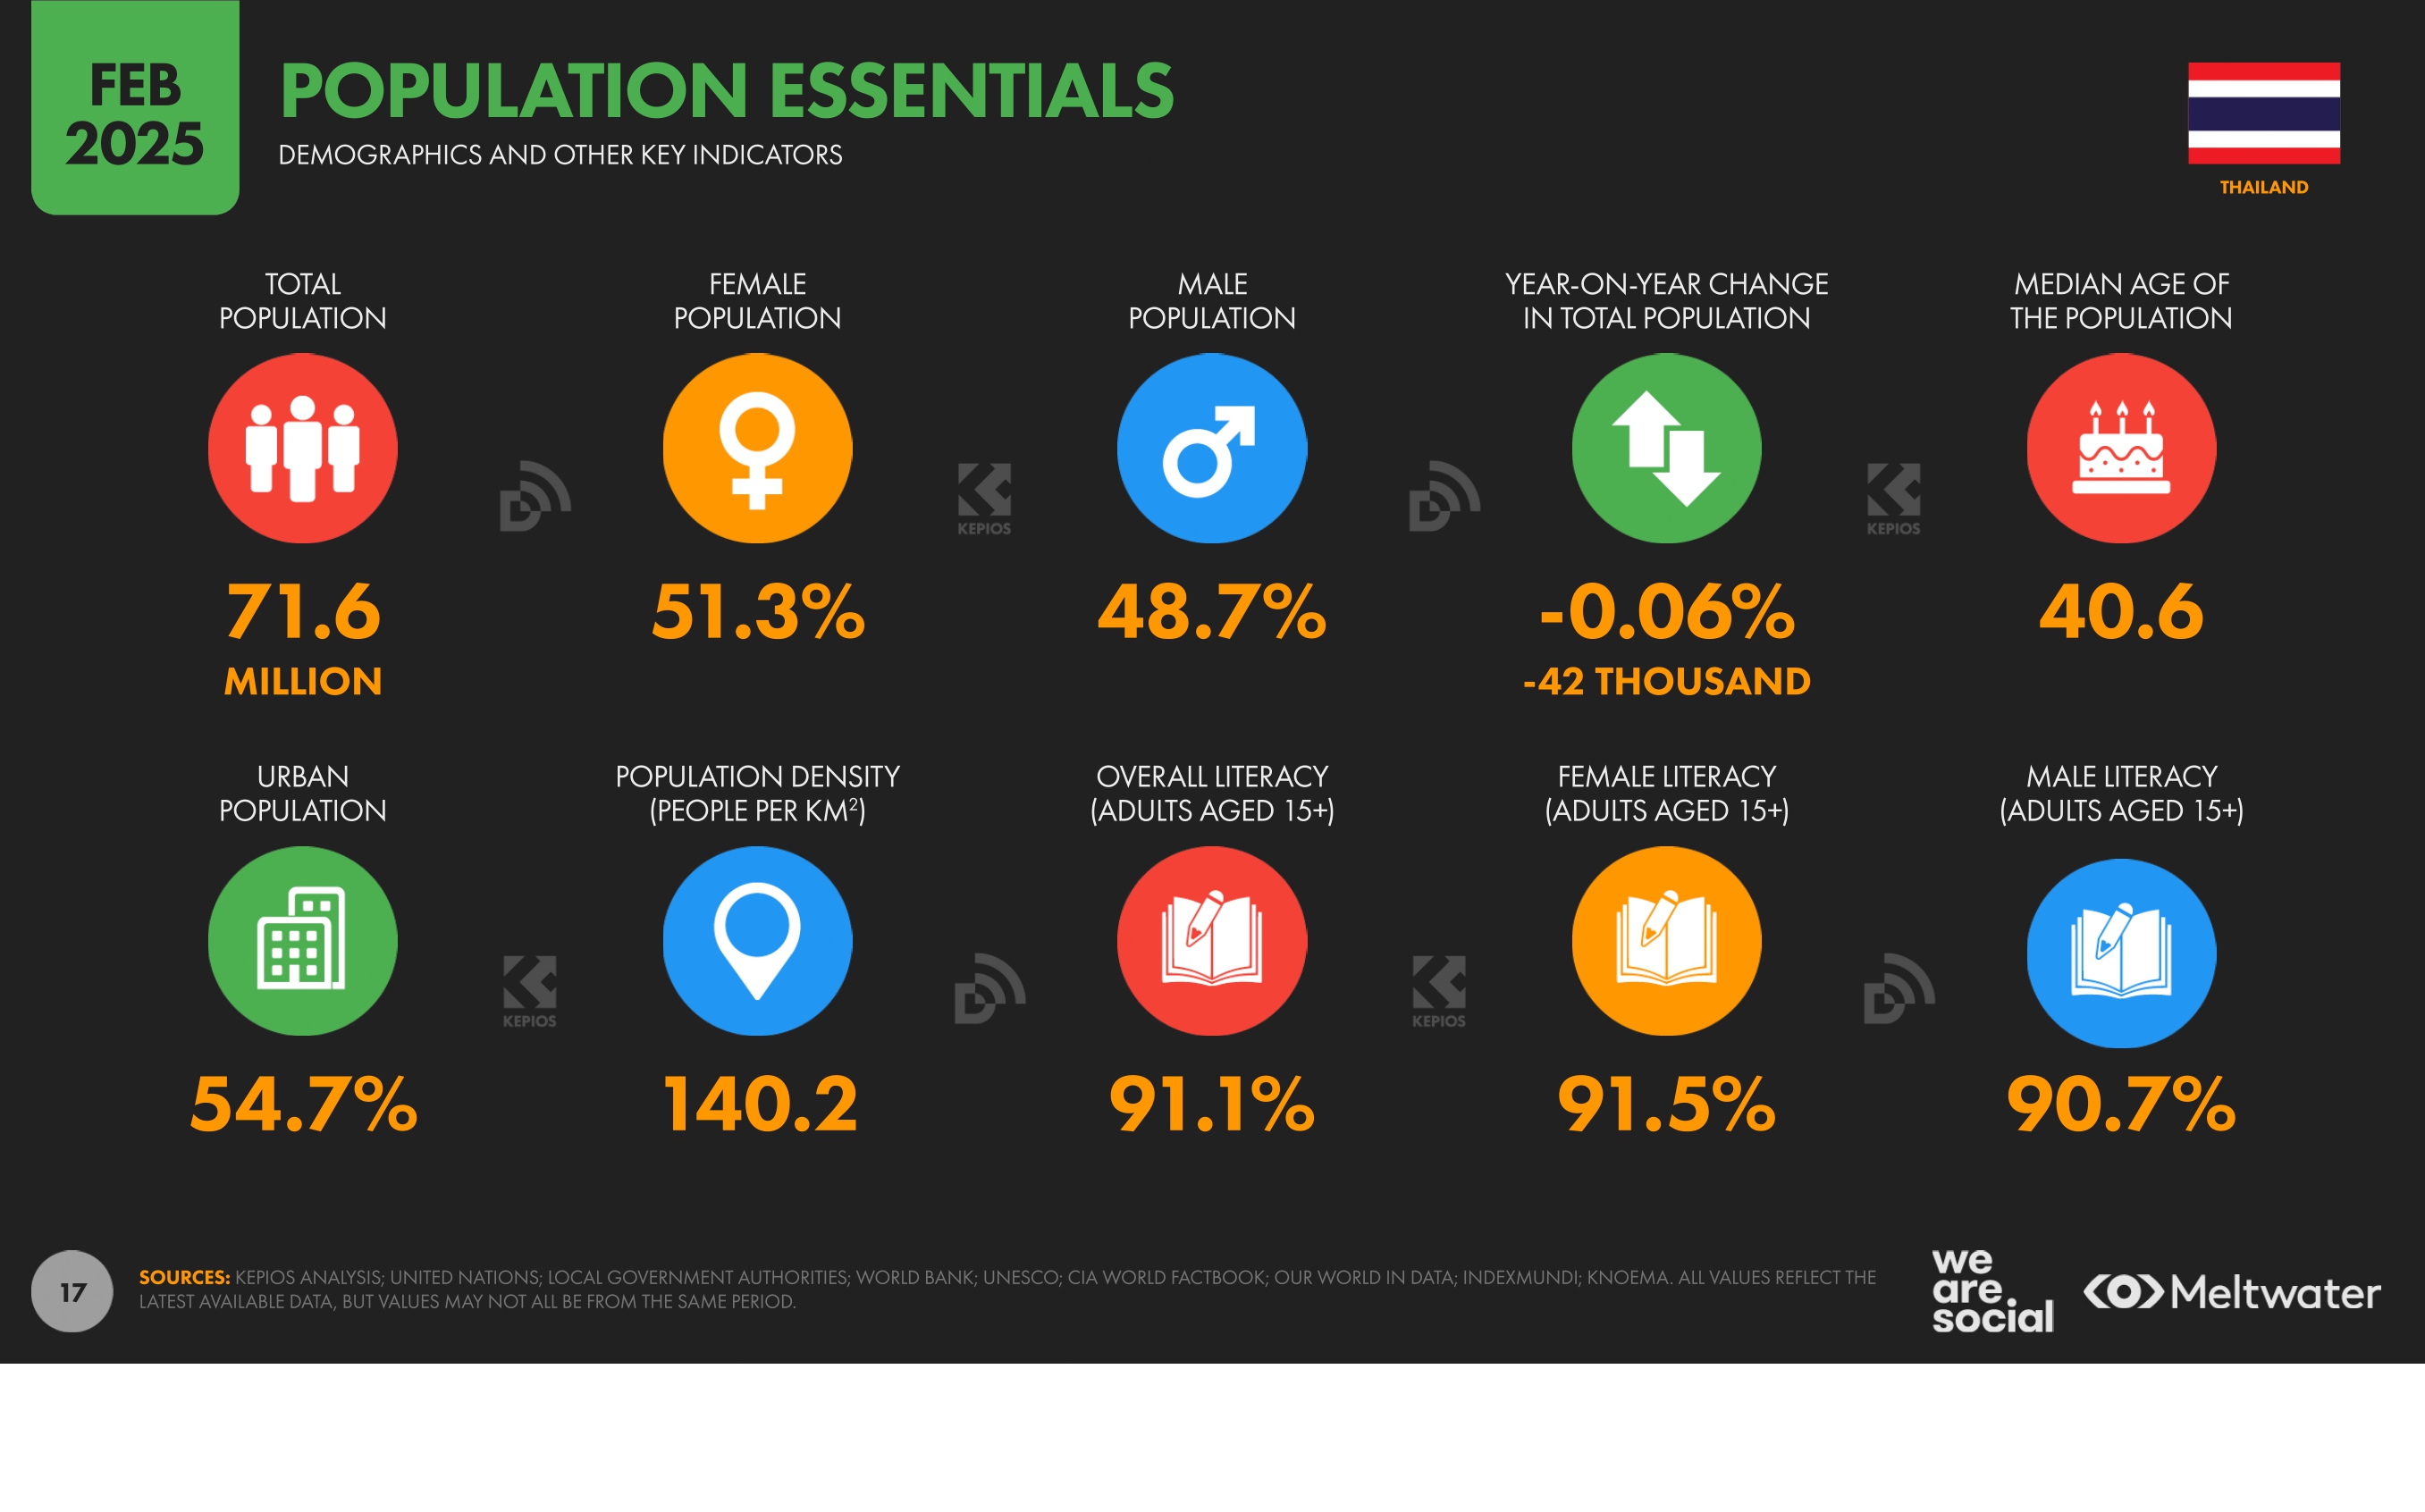 FEB
2025
POPULATION ESSENTIALS
DEMOGRAPHICS AND OTHER KEY INDICATORS
THAILAND
TOTAL
POPULATION
71.6
MILLION
FEMALE
POPULATION
51.3%
MALE
POPULATION
48.7%
YEAR-ON-YEAR CHANGE
IN TOTAL POPULATION
-0.06%
-42 THOUSAND
MEDIAN AGE OF
THE POPULATION
40.6
KEPIOS
KEPIOS
URBAN
POPULATION
54.7%
POPULATION DENSITY
(PEOPLE PER KM²)
140.2
OVERALL LITERACY
(ADULTS AGED 15+)
91.1%
FEMALE LITERACY
(ADULTS AGED 15+)
91.5%
MALE LITERACY
(ADULTS AGED 15+)
90.7%
KEPIOS
KEPIOS
17
SOURCES: KEPIOS ANALYSIS; UNITED NATIONS; LOCAL GOVERNMENT AUTHORITIES; WORLD BANK; UNESCO; CIA WORLD FACTBOOK; OUR WORLD IN DATA; INDEXMUNDI; KNOEMA. ALL VALUES REFLECT THE
LATEST AVAILABLE DATA, BUT VALUES MAY NOT ALL BE FROM THE SAME PERIOD.
we
are
social
Meltwater